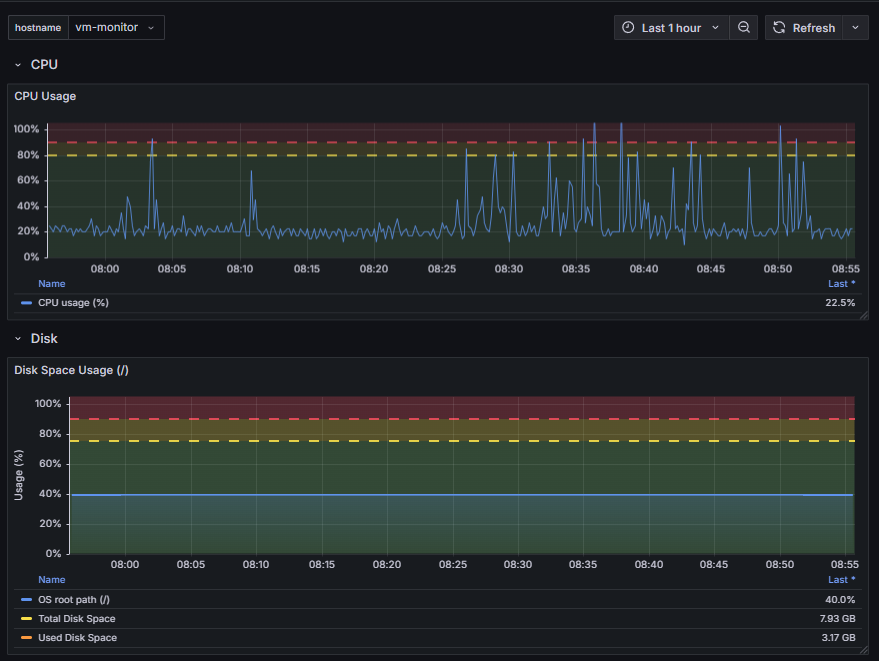 hostname vm-monitor Last 1 hour Refresh
CPU
CPU Usage
100%
80%
60%
40%
20%
0%
08:00 08:05 08:10 08:15 08:20 08:25 08:30 08:35 08:40 08:45 08:50 08:55
Name Last *
CPU usage (%) 22.5%
Disk
Disk Space Usage (/)
Usage (%)
100%
80%
60%
40%
20%
0%
08:00 08:05 08:10 08:15 08:20 08:25 08:30 08:35 08:40 08:45 08:50 08:55
Name Last *
OS root path (/) 40.0%
Total Disk Space 7.93 GB
Used Disk Space 3.17 GB